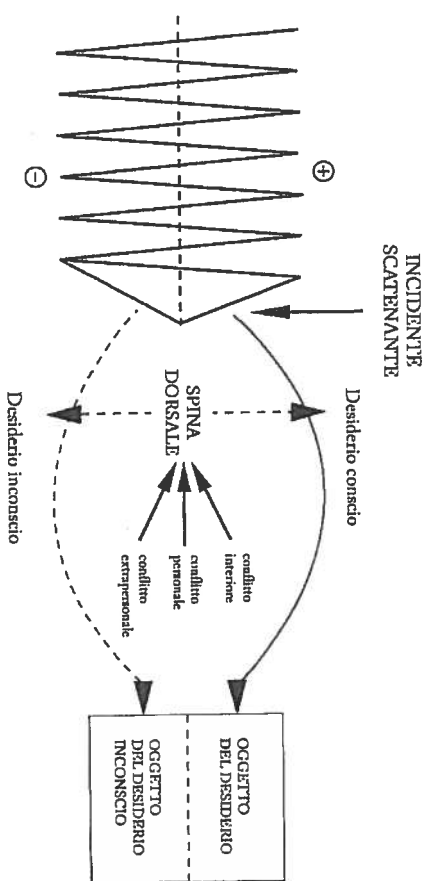 INCIDENTE
SCATENANTE
+
−
Desiderio conscio
SPINA
DORSALE
Desiderio inconscio
conflitto
interiore
conflitto
personale
conflitto
extrapersonale
OGGETTO
DEL DESIDERIO
OGGETTO
DEL DESIDERIO
INCONSCIO